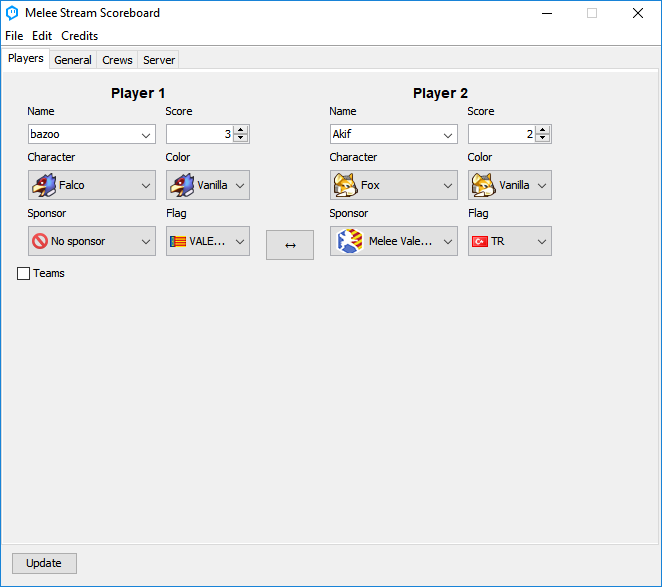 Melee Stream Scoreboard
File Edit Credits
Players General Crews Server
Player 1 Player 2
Name Score Name Score
bazoo 3 Akif 2
Character Color Character Color
Falco Vanilla Fox Vanilla
Sponsor Flag Sponsor Flag
No sponsor VALE... ↔ Melee Vale... TR
Teams
Update